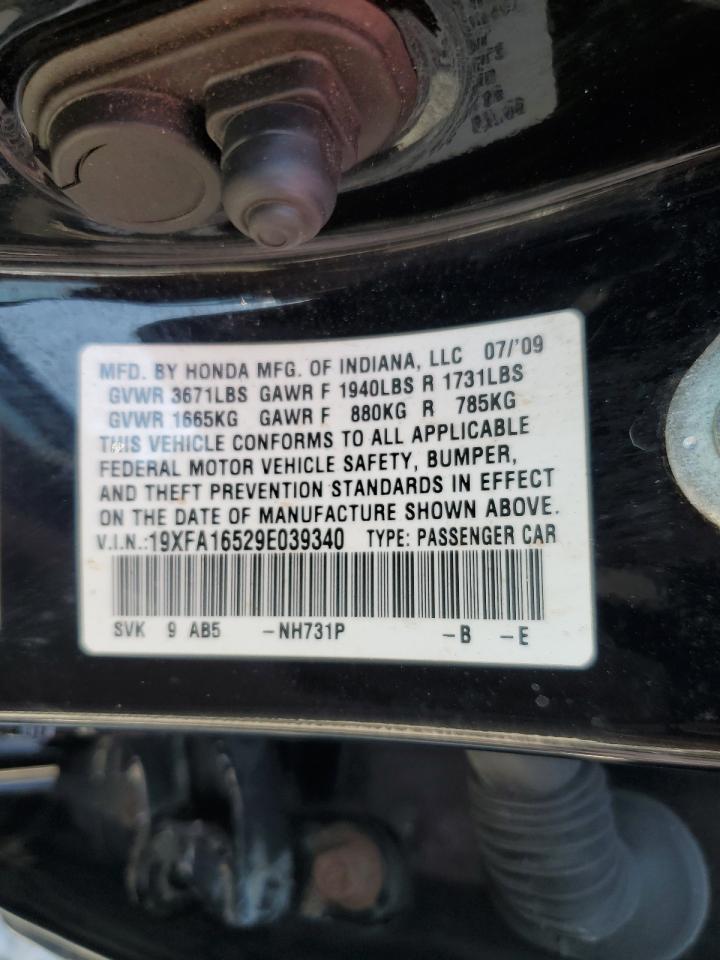 MFD. BY HONDA MFG. OF INDIANA, LLC 07/'09
GVWR 3671LBS GAWR F 1940LBS R 1731LBS
GVWR 1665KG GAWR F 880KG R 785KG
THIS VEHICLE CONFORMS TO ALL APPLICABLE
FEDERAL MOTOR VEHICLE SAFETY, BUMPER,
AND THEFT PREVENTION STANDARDS IN EFFECT
ON THE DATE OF MANUFACTURE SHOWN ABOVE.
V.I.N.:19XFA16529E039340 TYPE: PASSENGER CAR
SVK 9 AB5 -NH731P -B -E